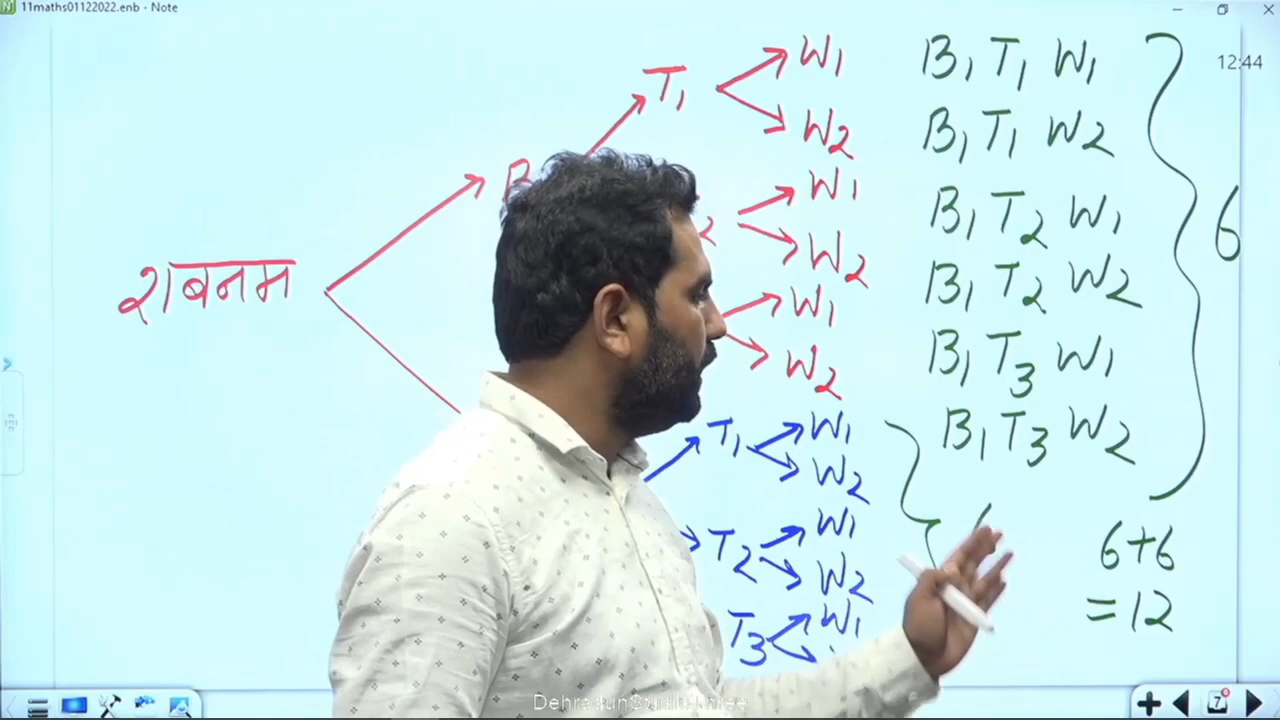 11maths01122022.enb - Note
12:44
शबनम
T1
W1
W2
W1
W2
W1
W2
T1
W1
W2
T2
W1
W2
T3
W1
B1 T1 W1
B1 T1 W2
B1 T2 W1
B1 T2 W2
B1 T3 W1
B1 T3 W2
6
6+6
=12
DehradunStudioThree
7